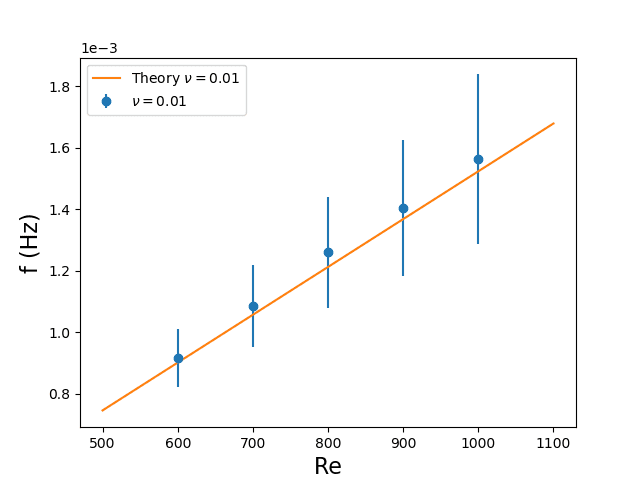 1e−3
Theory ν = 0.01
ν = 0.01
1.8
1.6
1.4
1.2
1.0
0.8
f (Hz)
500 600 700 800 900 1000 1100
Re